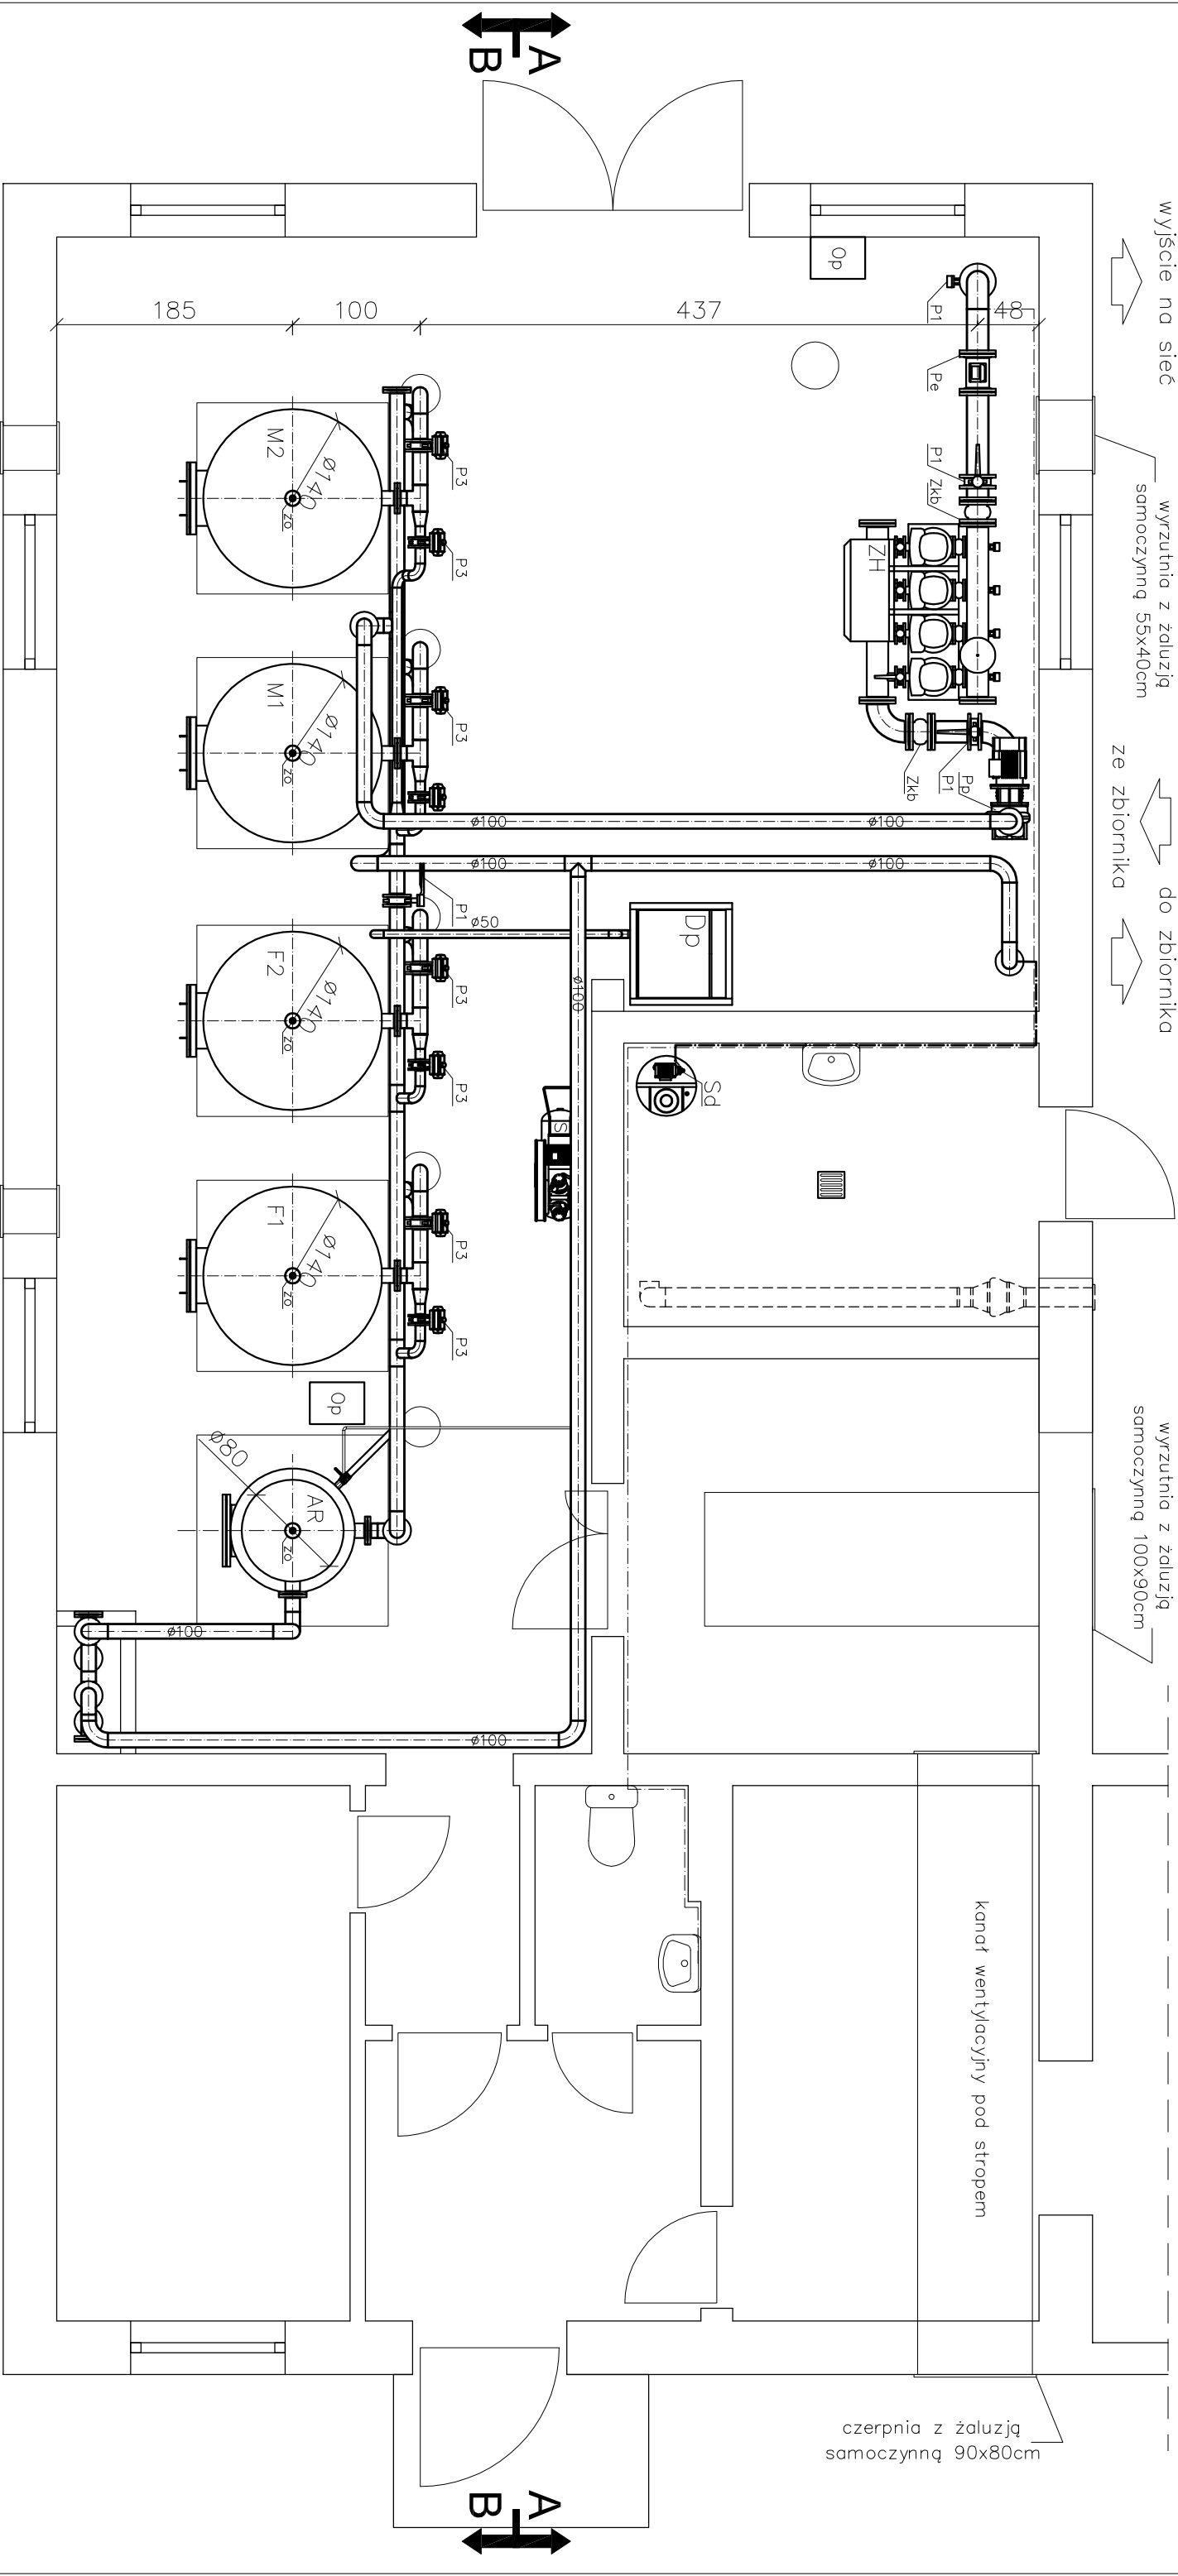 A
B
wyjście na sieć
Op
185
100
437
48
P1
Pe
P1
Zkb
wyrzutnia z żaluzją
samoczynną 55x40cm
M2
Ø140
zo
P3
P3
ZH
Zkb
P1
Pp
ze zbiornika
do zbiornika
M1
Ø140
zo
P3
P3
ø100
ø100
ø100
ø100
P1
ø50
Dp
ø100
F2
Ø140
zo
P3
P3
Sd
S
F1
Ø140
zo
P3
P3
Op
wyrzutnia z żaluzją
samoczynną 100x90cm
ø80
AR
zo
ø100
ø100
kanał wentylacyjny pod stropem
czerpnia z żaluzją
samoczynną 90x80cm
A
B